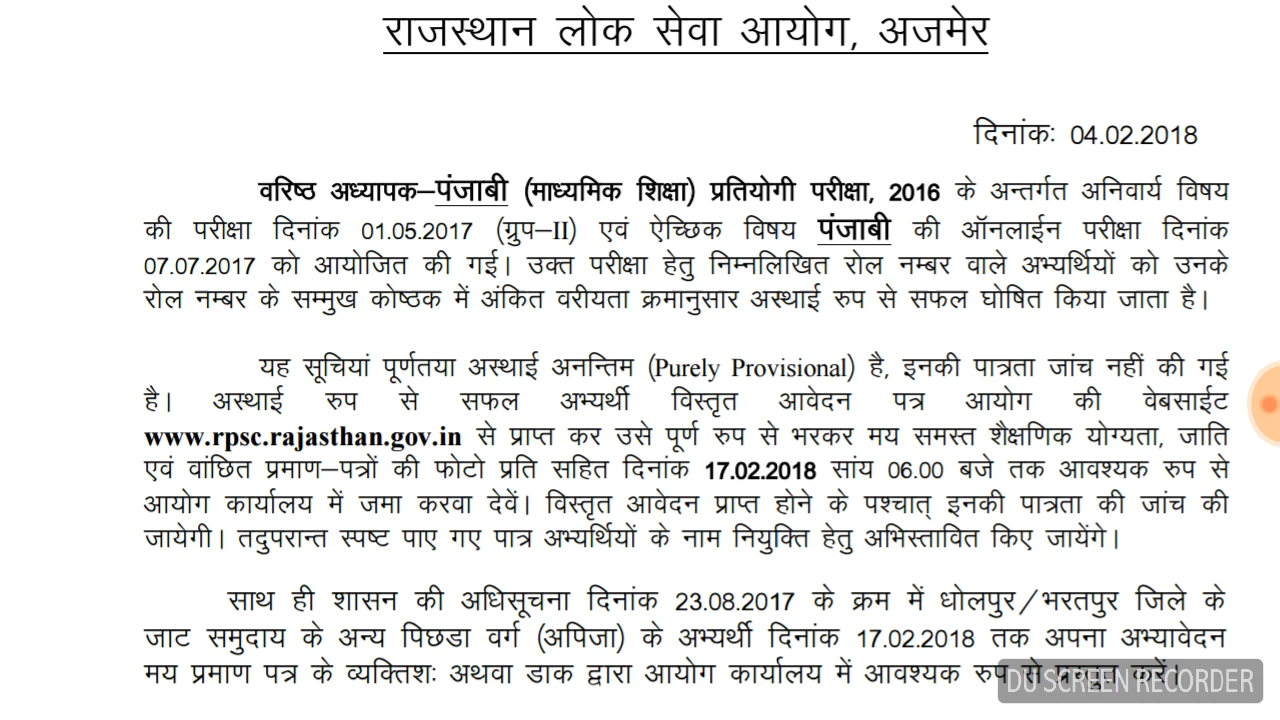 राजस्थान लोक सेवा आयोग, अजमेर
दिनांकः 04.02.2018
वरिष्ठ अध्यापक–पंजाबी (माध्यमिक शिक्षा) प्रतियोगी परीक्षा, 2016 के अन्तर्गत अनिवार्य विषय
की परीक्षा दिनांक 01.05.2017 (ग्रुप–II) एवं ऐच्छिक विषय पंजाबी की ऑनलाईन परीक्षा दिनांक
07.07.2017 को आयोजित की गई। उक्त परीक्षा हेतु निम्नलिखित रोल नम्बर वाले अभ्यर्थियों को उनके
रोल नम्बर के सम्मुख कोष्ठक में अंकित वरीयता क्रमानुसार अस्थाई रुप से सफल घोषित किया जाता है।
यह सूचियां पूर्णतया अस्थाई अनन्तिम (Purely Provisional) है, इनकी पात्रता जांच नहीं की गई
है। अस्थाई रुप से सफल अभ्यर्थी विस्तृत आवेदन पत्र आयोग की वेबसाईट
www.rpsc.rajasthan.gov.in से प्राप्त कर उसे पूर्ण रुप से भरकर मय समस्त शैक्षणिक योग्यता, जाति
एवं वांछित प्रमाण–पत्रों की फोटो प्रति सहित दिनांक 17.02.2018 सांय 06.00 बजे तक आवश्यक रुप से
आयोग कार्यालय में जमा करवा देवें। विस्तृत आवेदन प्राप्त होने के पश्चात् इनकी पात्रता की जांच की
जायेगी। तदुपरान्त स्पष्ट पाए गए पात्र अभ्यर्थियों के नाम नियुक्ति हेतु अभिस्तावित किए जायेंगे।
साथ ही शासन की अधिसूचना दिनांक 23.08.2017 के क्रम में धोलपुर/भरतपुर जिले के
जाट समुदाय के अन्य पिछडा वर्ग (अपिजा) के अभ्यर्थी दिनांक 17.02.2018 तक अपना अभ्यावेदन
मय प्रमाण पत्र के व्यक्तिशः अथवा डाक द्वारा आयोग कार्यालय में आवश्यक रुप से प्रस्तुत करें।
DU SCREEN RECORDER